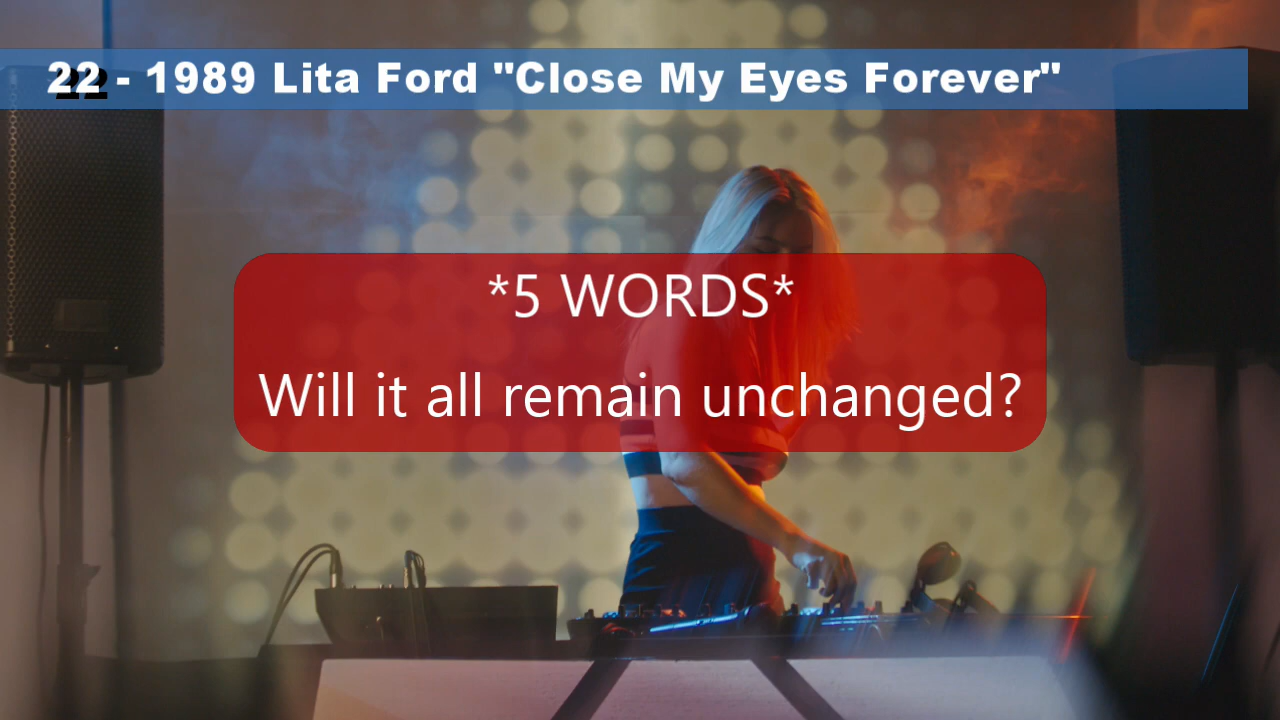 22 - 1989 Lita Ford "Close My Eyes Forever"
*5 WORDS*
Will it all remain unchanged?